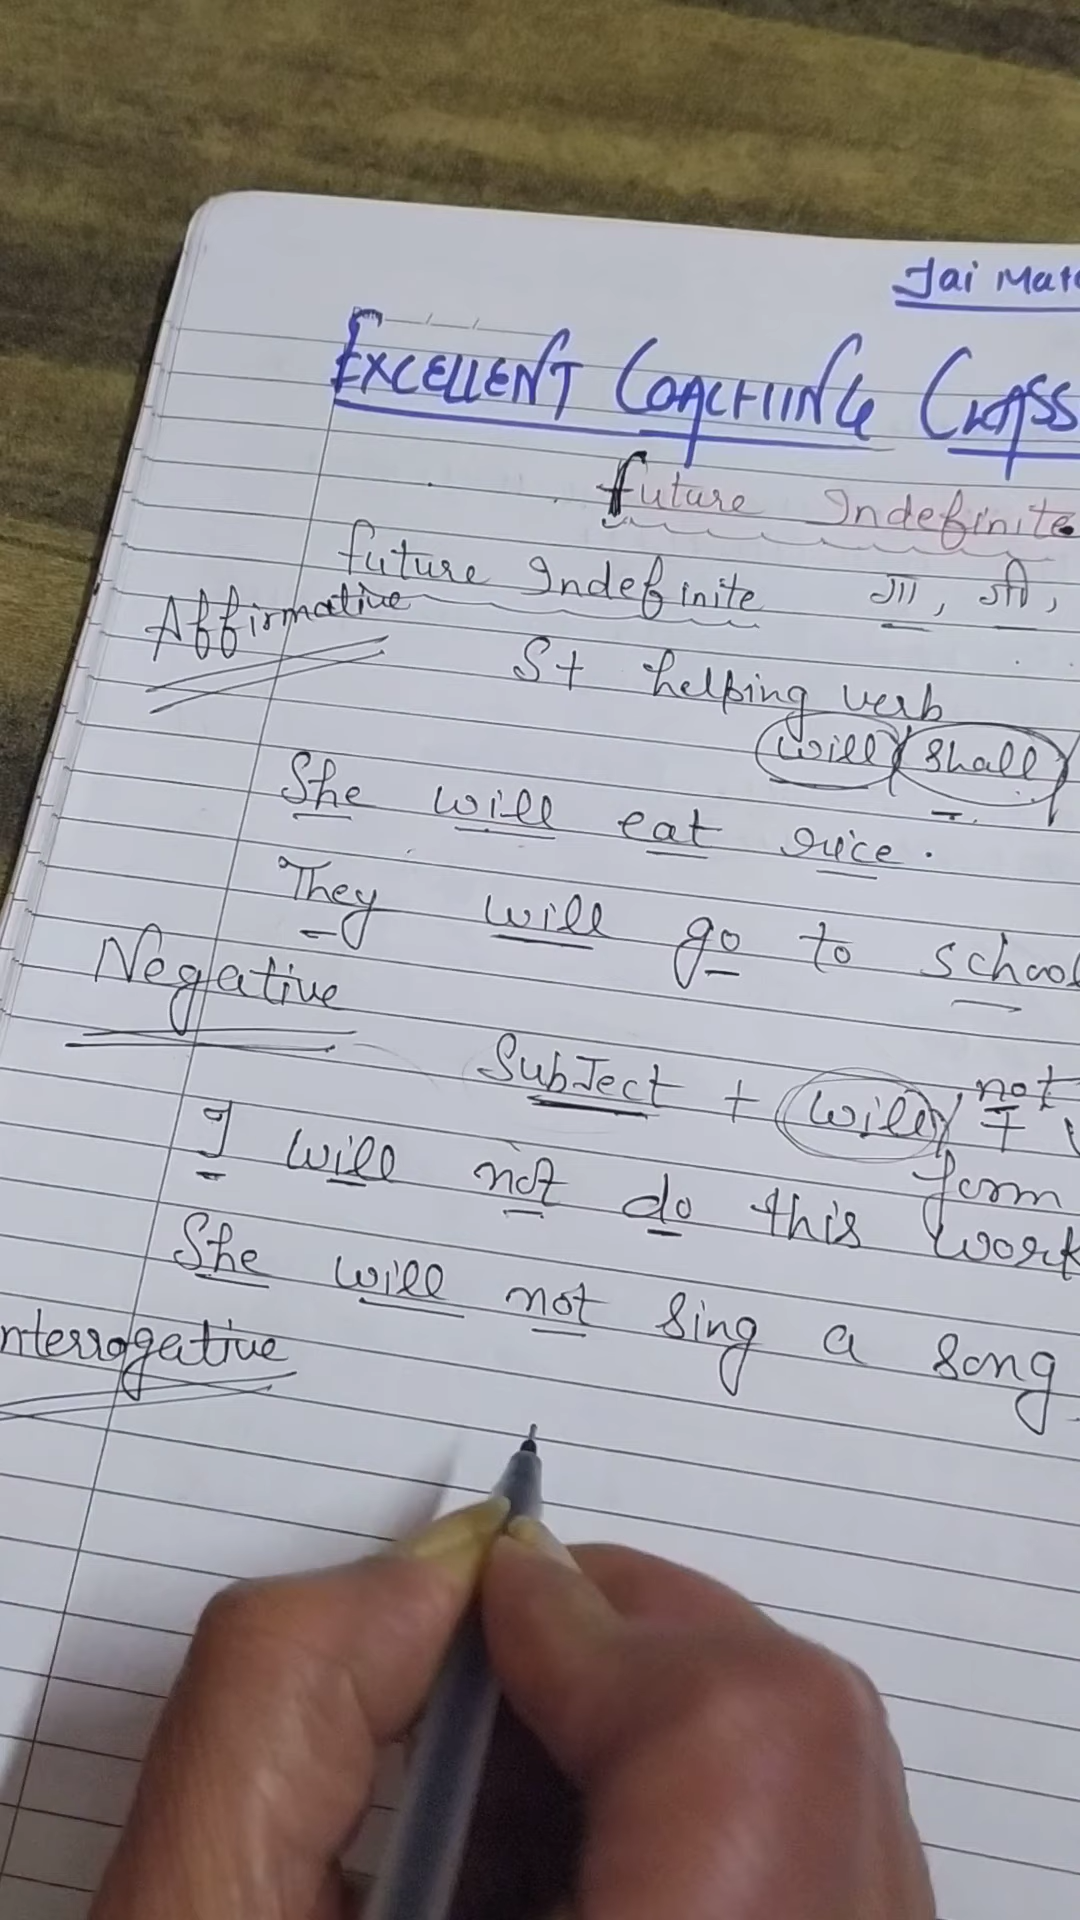 Jai Mat
EXCELLENT COACHING CLASS
Future Indefinite
Future Indefinite गा, गी,
Affirmative
S+ helping verb
will/shall
She will eat rice.
They will go to school
Negative
Subject + will/ not +
form
I will not do this work
She will not sing a song.
nterrogative